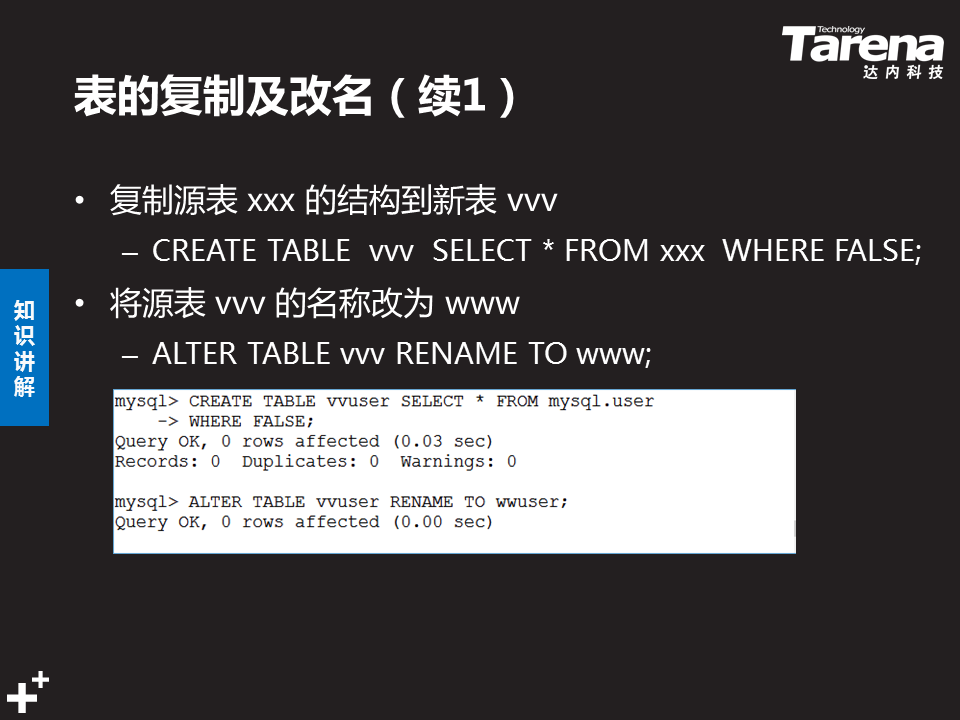 Technology
Tarena
达内科技
表的复制及改名（续1）
• 复制源表 xxx 的结构到新表 vvv
– CREATE TABLE  vvv  SELECT * FROM xxx  WHERE FALSE;
• 将源表 vvv 的名称改为 www
– ALTER TABLE vvv RENAME TO www;
知识讲解
mysql> CREATE TABLE vvuser SELECT * FROM mysql.user
    -> WHERE FALSE;
Query OK, 0 rows affected (0.03 sec)
Records: 0  Duplicates: 0  Warnings: 0
mysql> ALTER TABLE vvuser RENAME TO wwuser;
Query OK, 0 rows affected (0.00 sec)